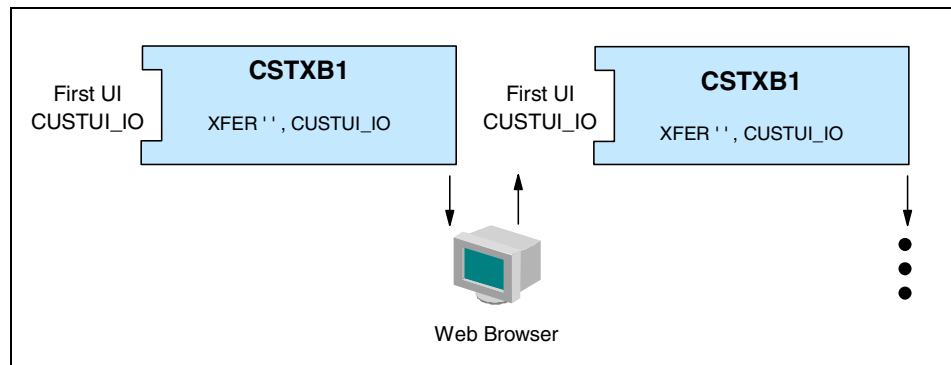 CSTXB1
First UI
CUSTUI_IO
XFER ' ' , CUSTUI_IO
CSTXB1
First UI
CUSTUI_IO
XFER ' ' , CUSTUI_IO
Web Browser